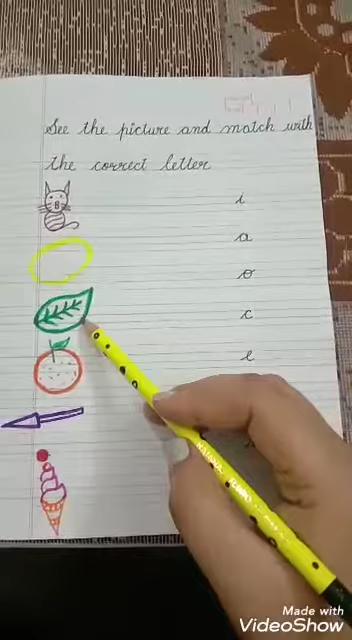 See the picture and match with
the correct letter
i
a
o
c
e
Made with
VideoShow